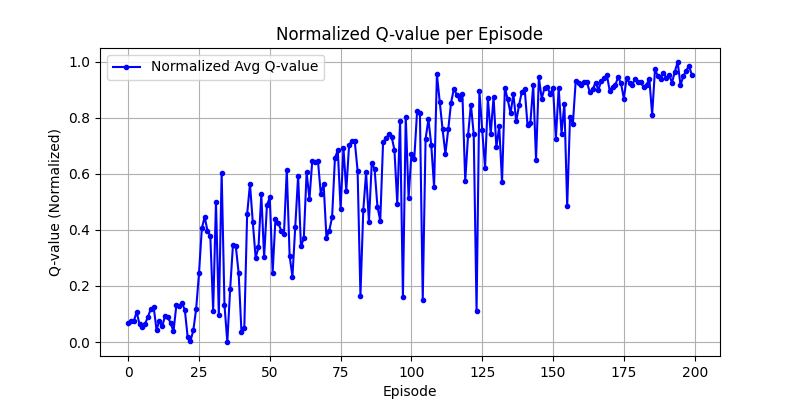 Normalized Q-value per Episode
Normalized Avg Q-value
Q-value (Normalized)
1.0
0.8
0.6
0.4
0.2
0.0
0 25 50 75 100 125 150 175 200
Episode